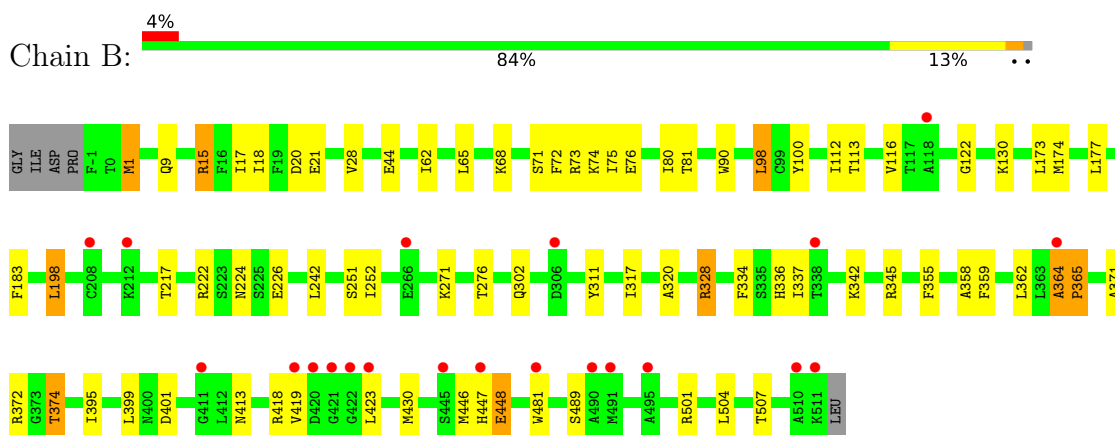 4%
Chain B:
84% 13% • •
GLY ILE ASP PRO F-1 T0 M1 Q9 R15 F16 I17 I18 F19 D20 E21 V28 E44 I62 L65 K68 S71 F72 R73 K74 I75 E76 I80 T81 W90 L98 C99 Y100 I112 T113 V116 T117 A118 G122 K130 L173 M174 L177
F183 L198 C208 K212 T217 R222 S223 N224 S225 E226 L242 S251 I252 E266 K271 T276 Q302 D306 Y311 I317 A320 R328 F334 S335 H336 I337 T338 K342 R345 F355 A358 F359 L362 L363 A364 P365 A371
R372 G373 T374 I395 L399 N400 D401 G411 L412 N413 R418 V419 D420 G421 G422 L423 M430 S445 M446 H447 E448 W481 S489 A490 M491 A495 R501 L504 T507 A510 K511 LEU